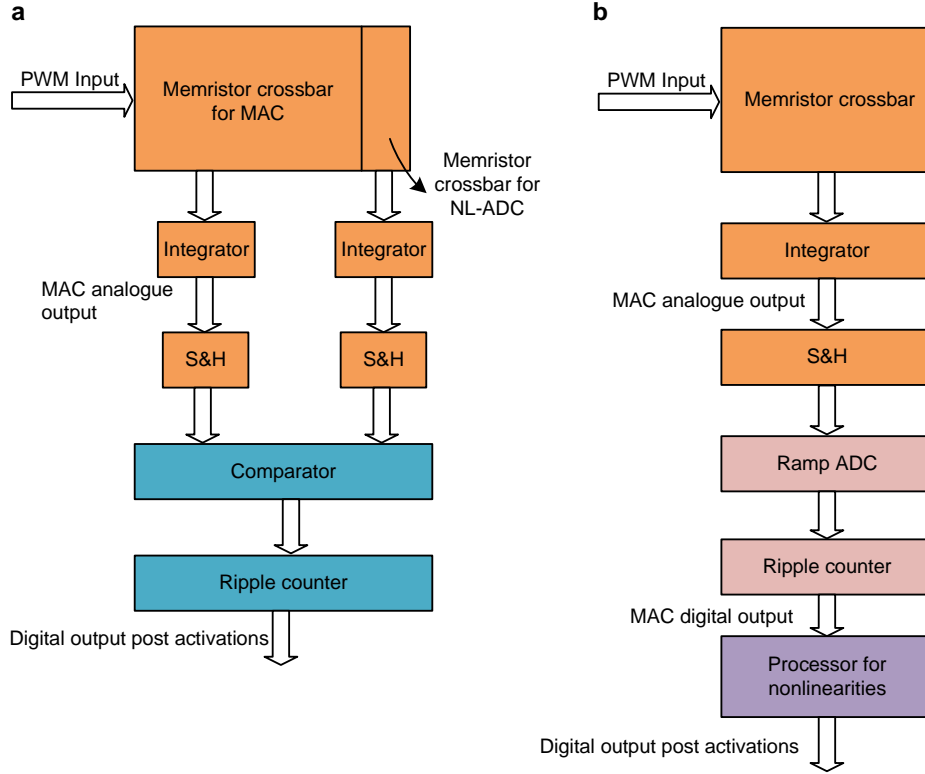 a
PWM Input
Memristor crossbar
for MAC
Memristor
crossbar for
NL-ADC
Integrator
Integrator
MAC analogue
output
S&H
S&H
Comparator
Ripple counter
Digital output post activations
b
PWM Input
Memristor crossbar
Integrator
MAC analogue output
S&H
Ramp ADC
Ripple counter
MAC digital output
Processor for
nonlinearities
Digital output post activations